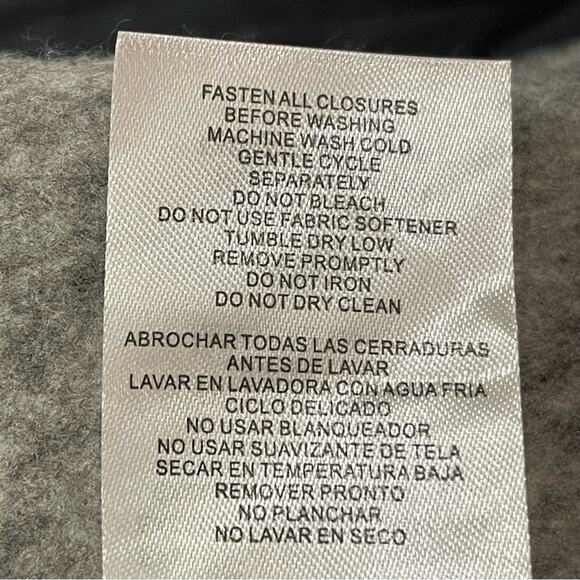 FASTEN ALL CLOSURES
BEFORE WASHING
MACHINE WASH COLD
GENTLE CYCLE
SEPARATELY
DO NOT BLEACH
DO NOT USE FABRIC SOFTENER
TUMBLE DRY LOW
REMOVE PROMPTLY
DO NOT IRON
DO NOT DRY CLEAN
ABROCHAR TODAS LAS CERRADURAS
ANTES DE LAVAR
LAVAR EN LAVADORA CON AGUA FRIA
CICLO DELICADO
NO USAR BLANQUEADOR
NO USAR SUAVIZANTE DE TELA
SECAR EN TEMPERATURA BAJA
REMOVER PRONTO
NO PLANCHAR
NO LAVAR EN SECO